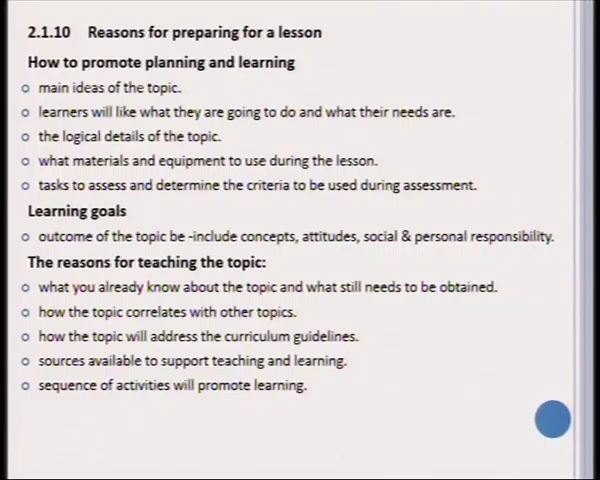 2.1.10 Reasons for preparing for a lesson
How to promote planning and learning
main ideas of the topic.
learners will like what they are going to do and what their needs are.
the logical details of the topic.
what materials and equipment to use during the lesson.
tasks to assess and determine the criteria to be used during assessment.
Learning goals
outcome of the topic be -include concepts, attitudes, social & personal responsibility.
The reasons for teaching the topic:
what you already know about the topic and what still needs to be obtained.
how the topic correlates with other topics.
how the topic will address the curriculum guidelines.
sources available to support teaching and learning.
sequence of activities will promote learning.